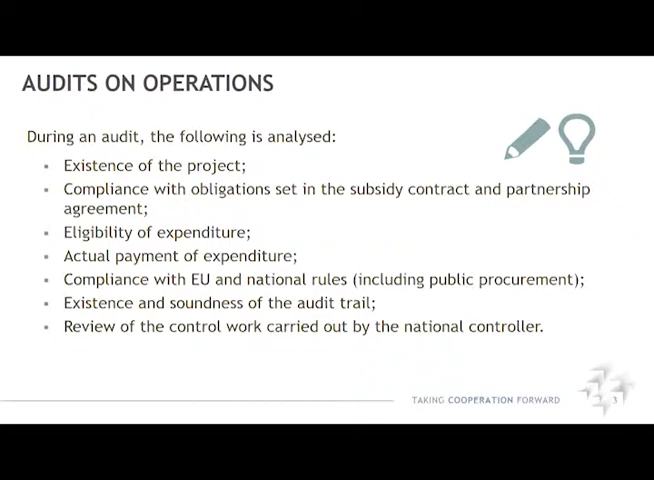 AUDITS ON OPERATIONS
During an audit, the following is analysed:
▪ Existence of the project;
▪ Compliance with obligations set in the subsidy contract and partnership
agreement;
▪ Eligibility of expenditure;
▪ Actual payment of expenditure;
▪ Compliance with EU and national rules (including public procurement);
▪ Existence and soundness of the audit trail;
▪ Review of the control work carried out by the national controller.
TAKING COOPERATION FORWARD 3